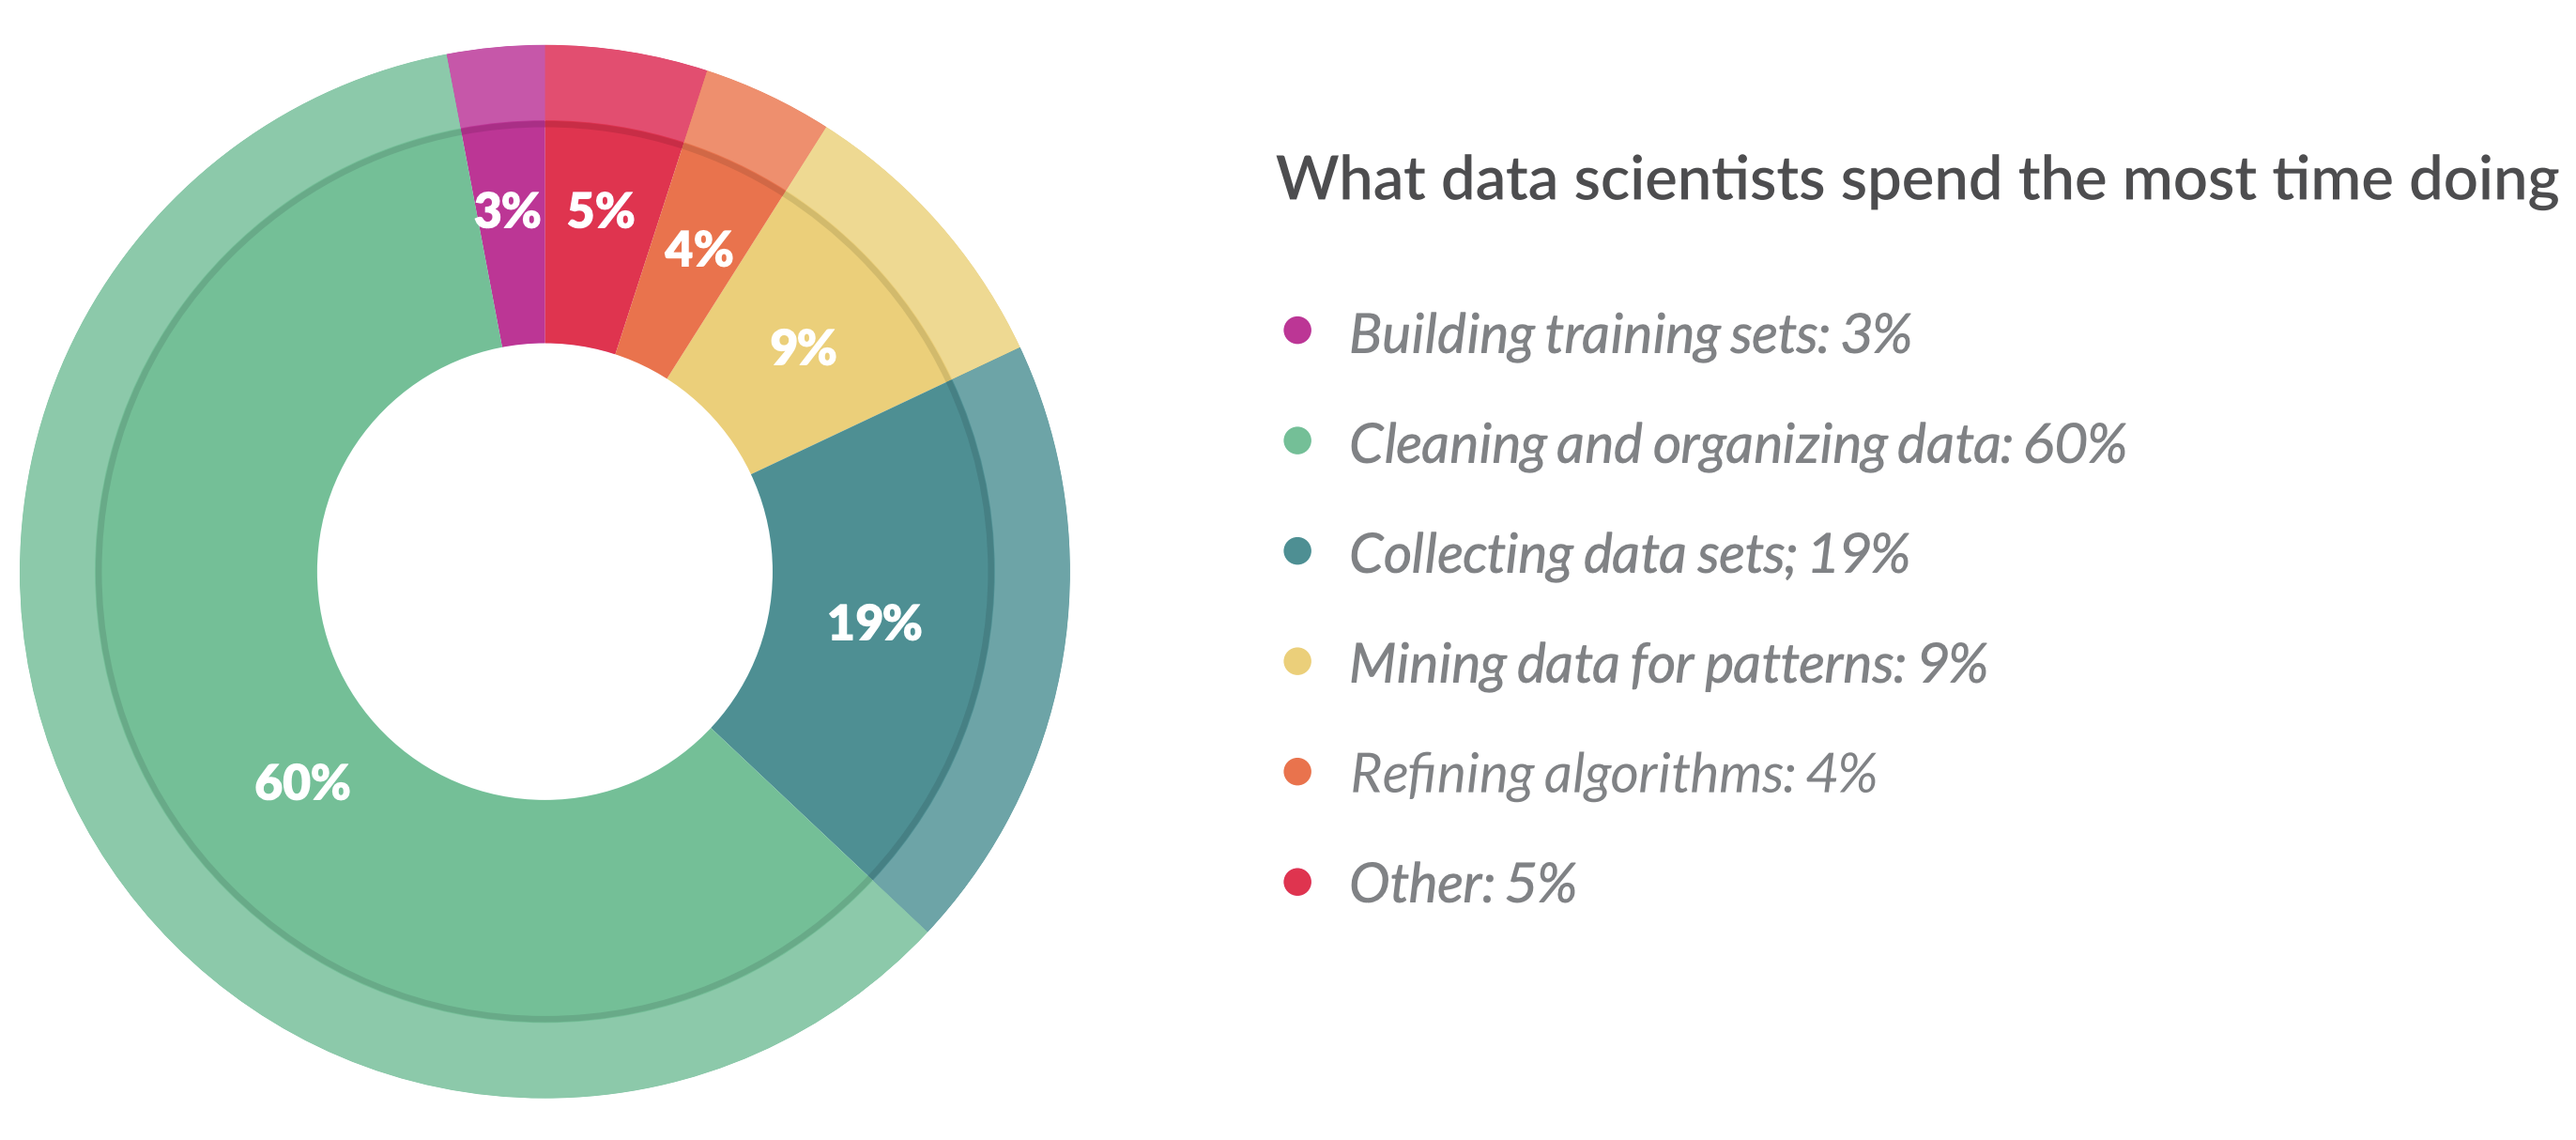 3%
5%
4%
9%
19%
60%
What data scientists spend the most time doing
Building training sets: 3%
Cleaning and organizing data: 60%
Collecting data sets; 19%
Mining data for patterns: 9%
Refining algorithms: 4%
Other: 5%